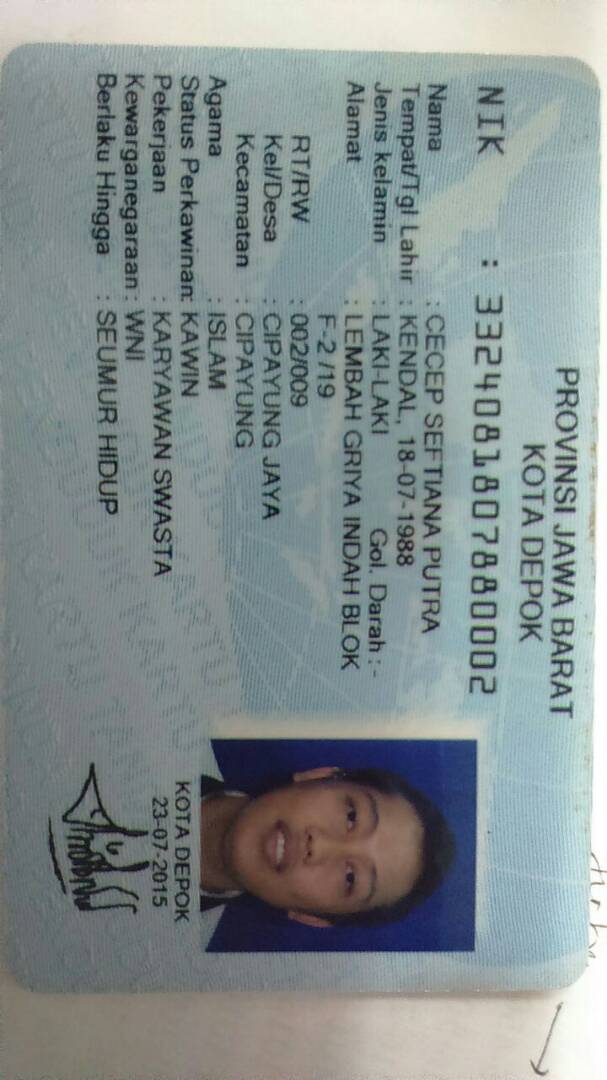 PROVINSI JAWA BARAT
KOTA DEPOK
NIK : 3324081807880002
Nama : CECEP SEFTIANA PUTRA
Tempat/Tgl Lahir : KENDAL, 18-07-1988
Jenis kelamin : LAKI-LAKI Gol. Darah : -
Alamat : LEMBAH GRIYA INDAH BLOK
F-2 /19
RT/RW : 002/009
Kel/Desa : CIPAYUNG JAYA
Kecamatan : CIPAYUNG
Agama : ISLAM
Status Perkawinan: KAWIN
Pekerjaan : KARYAWAN SWASTA
Kewarganegaraan : WNI
Berlaku Hingga : SEUMUR HIDUP
KOTA DEPOK
23-07-2015